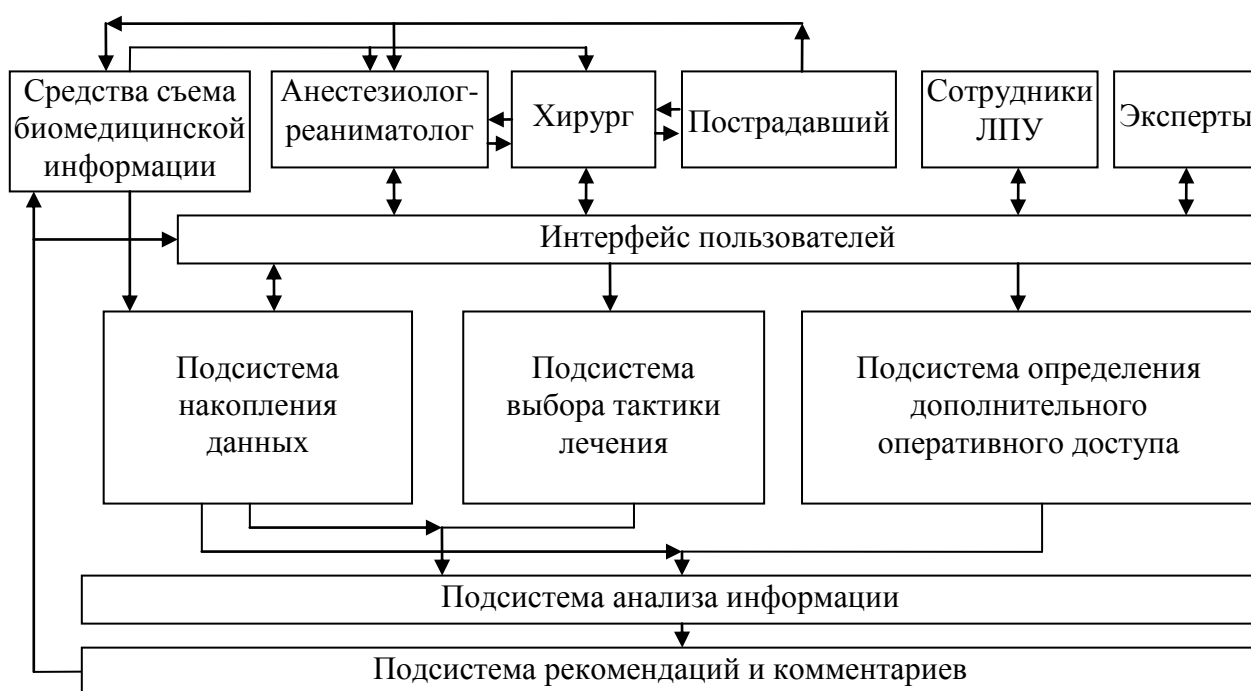 Средства съема
биомедицинской
информации
Анестезиолог-
реаниматолог
Хирург
Пострадавший
Сотрудники
ЛПУ
Эксперты
Интерфейс пользователей
Подсистема
накопления
данных
Подсистема
выбора тактики
лечения
Подсистема определения
дополнительного
оперативного доступа
Подсистема анализа информации
Подсистема рекомендаций и комментариев